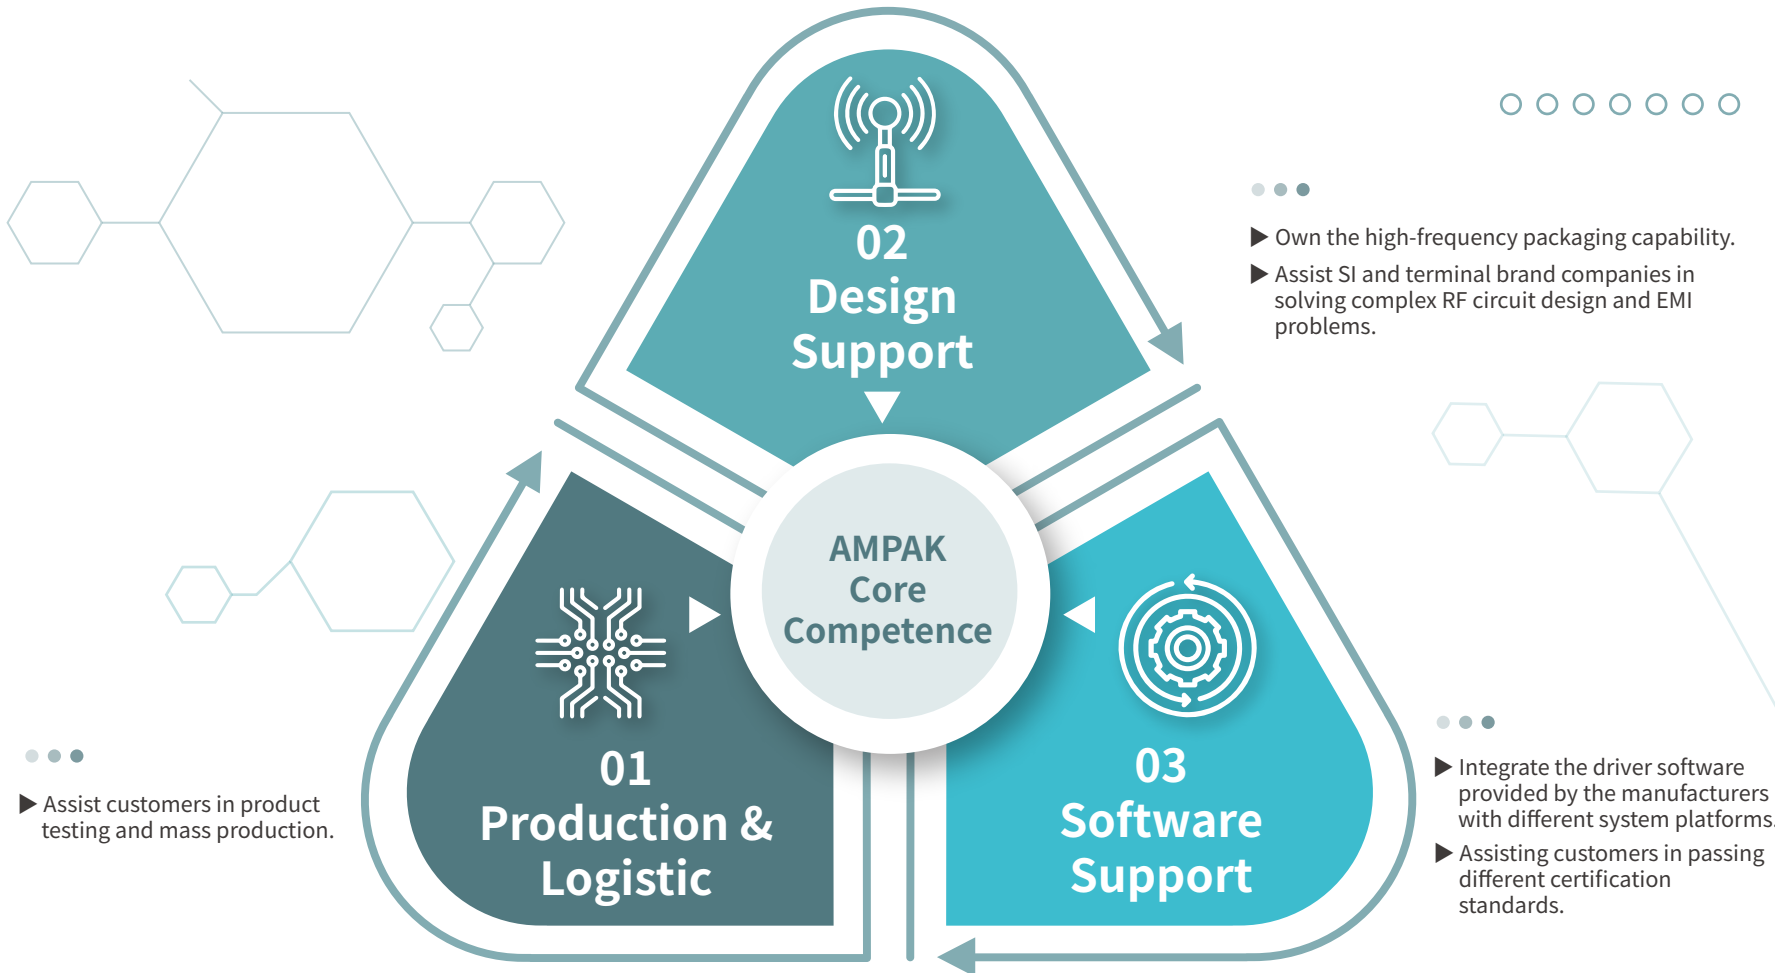 02
Design
Support
▶ Own the high-frequency packaging capability.
▶ Assist SI and terminal brand companies in
solving complex RF circuit design and EMI
problems.
AMPAK
Core
Competence
01
Production &
Logistic
▶ Assist customers in product
testing and mass production.
03
Software
Support
▶ Integrate the driver software
provided by the manufacturers
with different system platforms.
▶ Assisting customers in passing
different certification
standards.